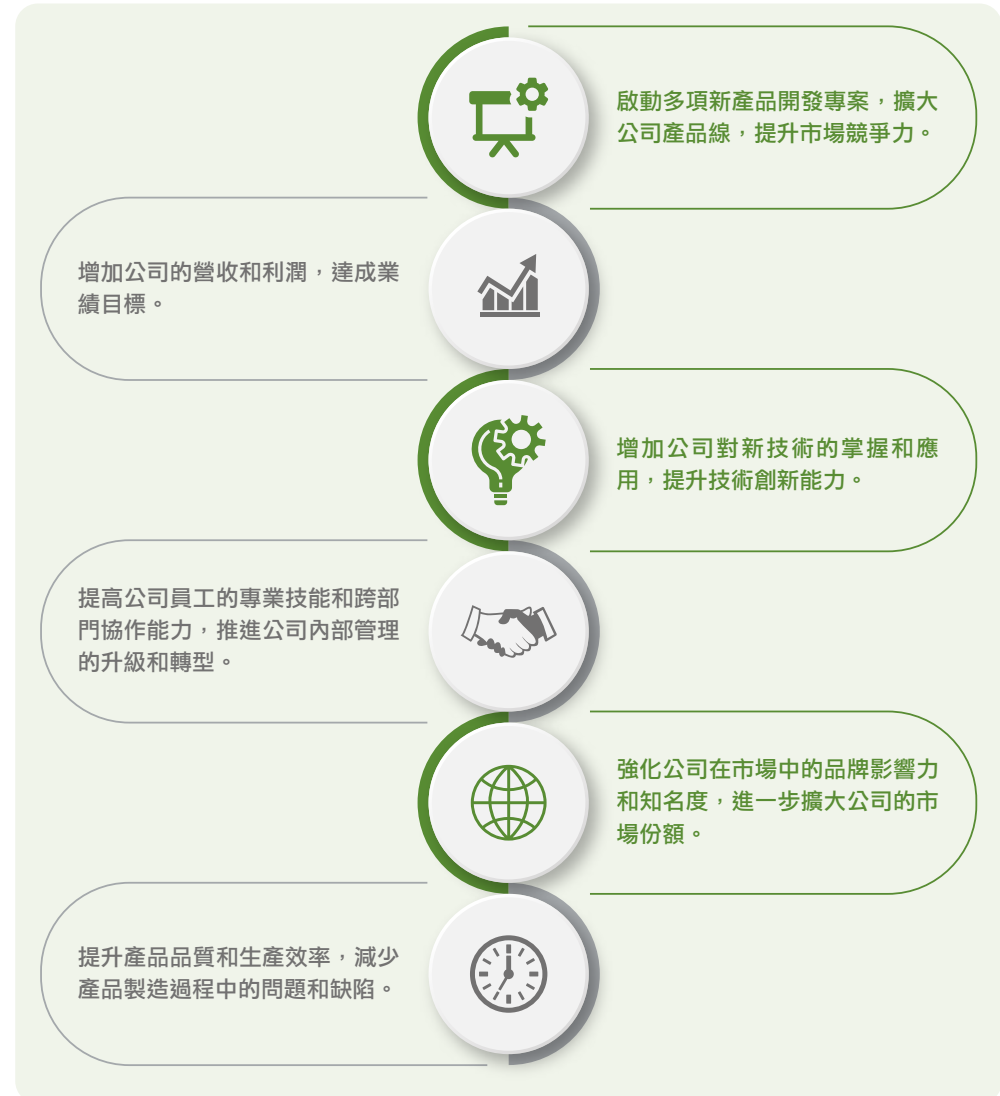 啟動多項新產品開發專案，擴大
公司產品線，提升市場競爭力。
增加公司的營收和利潤，達成業
績目標。
增加公司對新技術的掌握和應
用，提升技術創新能力。
提高公司員工的專業技能和跨部
門協作能力，推進公司內部管理
的升級和轉型。
強化公司在市場中的品牌影響力
和知名度，進一步擴大公司的市
場份額。
提升產品品質和生產效率，減少
產品製造過程中的問題和缺陷。